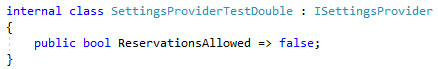 internal class SettingsProviderTestDouble : ISettingsProvider
{
    public bool ReservationsAllowed => false;
}